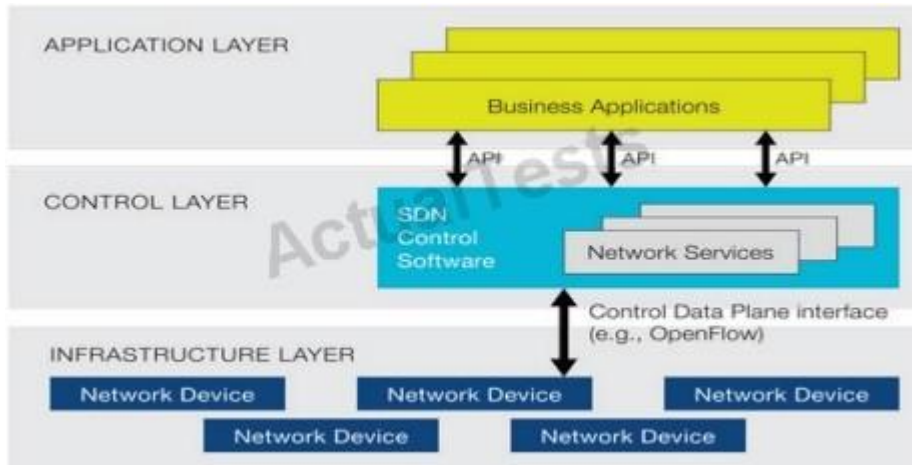 APPLICATION LAYER
Business Applications
API
API
API
CONTROL LAYER
SDN
Control
Software
Network Services
ActualTests
Control Data Plane interface
(e.g., OpenFlow)
INFRASTRUCTURE LAYER
Network Device
Network Device
Network Device
Network Device
Network Device